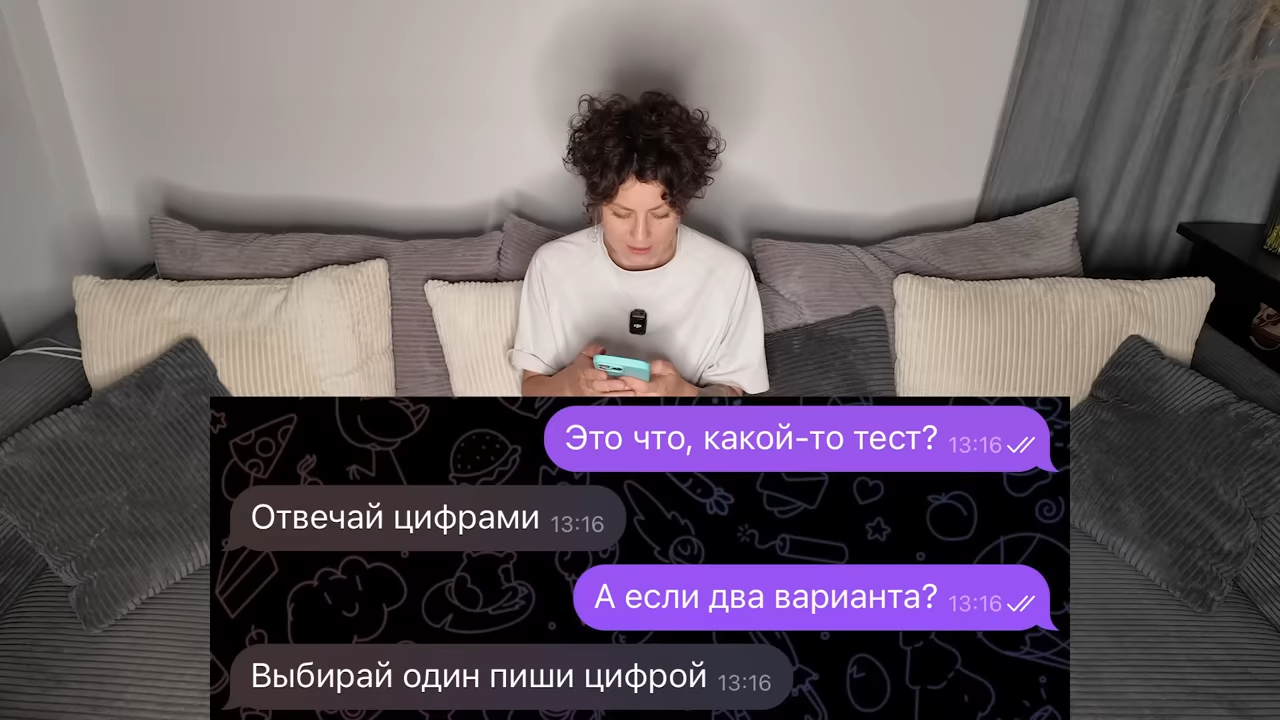 Это что, какой-то тест? 13:16
Отвечай цифрами 13:16
А если два варианта? 13:16
Выбирай один пиши цифрой 13:16